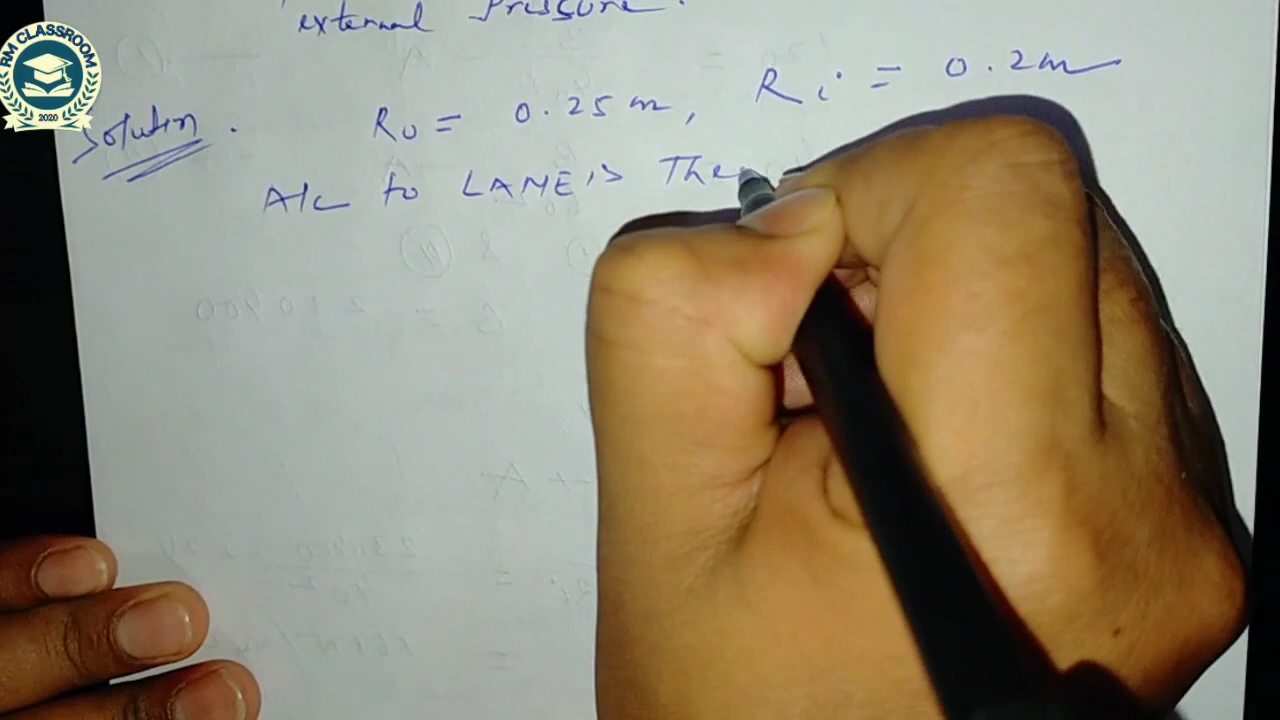 RM CLASSROOM
2020
external Pressure.
Solution. Ro = 0.25 m, Ri = 0.2m
A/c to LAME's The